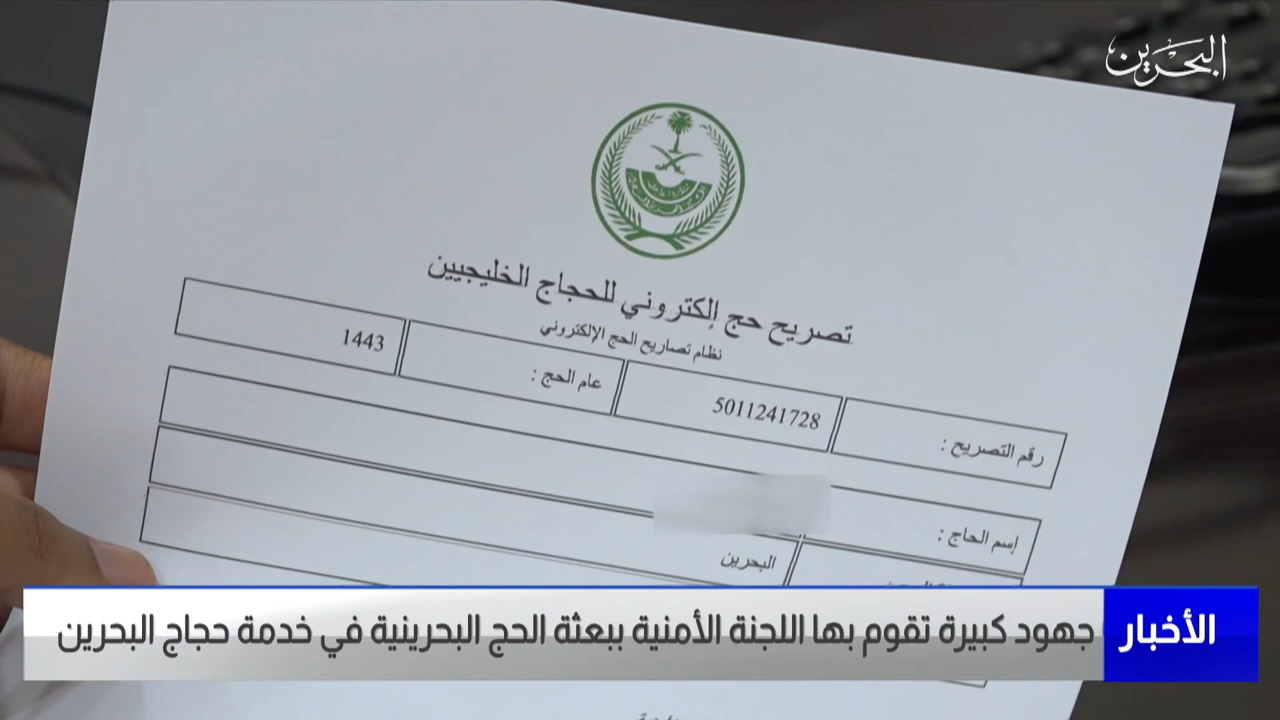 البحرين
تصريح حج إلكتروني للحجاج الخليجيين
نظام تصاريح الحج الإلكتروني
رقم التصريح : 5011241728 عام الحج : 1443
إسم الحاج :
البحرين
الأخبار
جهود كبيرة تقوم بها اللجنة الأمنية ببعثة الحج البحرينية في خدمة حجاج البحرين